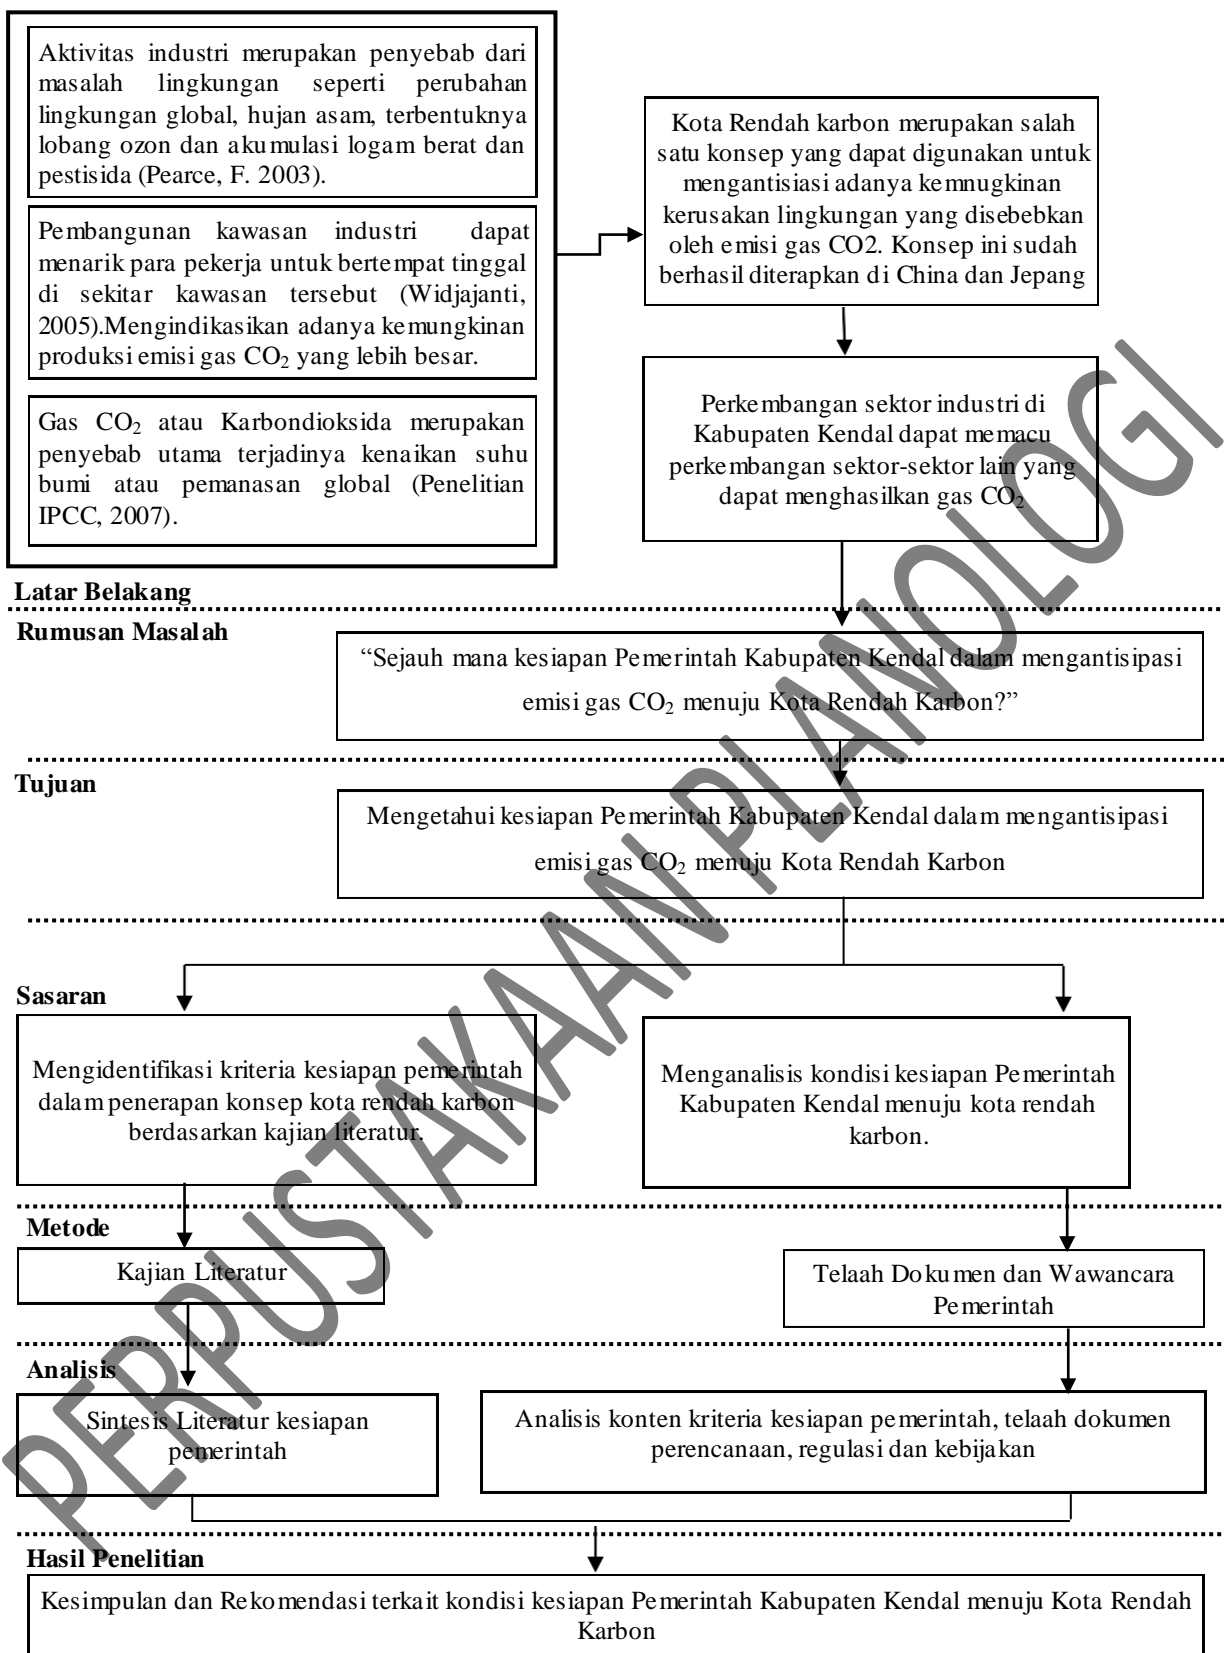 Aktivitas industri merupakan penyebab dari
masalah lingkungan seperti perubahan
lingkungan global, hujan asam, terbentuknya
lobang ozon dan akumulasi logam berat dan
pestisida (Pearce, F. 2003).
Pembangunan kawasan industri dapat
menarik para pekerja untuk bertempat tinggal
di sekitar kawasan tersebut (Widjajanti,
2005).Mengindikasikan adanya kemungkinan
produksi emisi gas CO₂ yang lebih besar.
Gas CO₂ atau Karbondioksida merupakan
penyebab utama terjadinya kenaikan suhu
bumi atau pemanasan global (Penelitian
IPCC, 2007).
Kota Rendah karbon merupakan salah
satu konsep yang dapat digunakan untuk
mengantisiasi adanya kemnugkinan
kerusakan lingkungan yang disebebkan
oleh emisi gas CO2. Konsep ini sudah
berhasil diterapkan di China dan Jepang
Perkembangan sektor industri di
Kabupaten Kendal dapat memacu
perkembangan sektor-sektor lain yang
dapat menghasilkan gas CO₂
Latar Belakang
Rumusan Masalah
“Sejauh mana kesiapan Pemerintah Kabupaten Kendal dalam mengantisipasi
emisi gas CO₂ menuju Kota Rendah Karbon?”
Tujuan
Mengetahui kesiapan Pemerintah Kabupaten Kendal dalam mengantisipasi
emisi gas CO₂ menuju Kota Rendah Karbon
Sasaran
Mengidentifikasi kriteria kesiapan pemerintah
dalam penerapan konsep kota rendah karbon
berdasarkan kajian literatur.
Menganalisis kondisi kesiapan Pemerintah
Kabupaten Kendal menuju kota rendah
karbon.
Metode
Kajian Literatur
Telaah Dokumen dan Wawancara
Pemerintah
Analisis
Sintesis Literatur kesiapan
pemerintah
Analisis konten kriteria kesiapan pemerintah, telaah dokumen
perencanaan, regulasi dan kebijakan
Hasil Penelitian
Kesimpulan dan Rekomendasi terkait kondisi kesiapan Pemerintah Kabupaten Kendal menuju Kota Rendah
Karbon
PERPUSTAKAAN PLANOLOGI